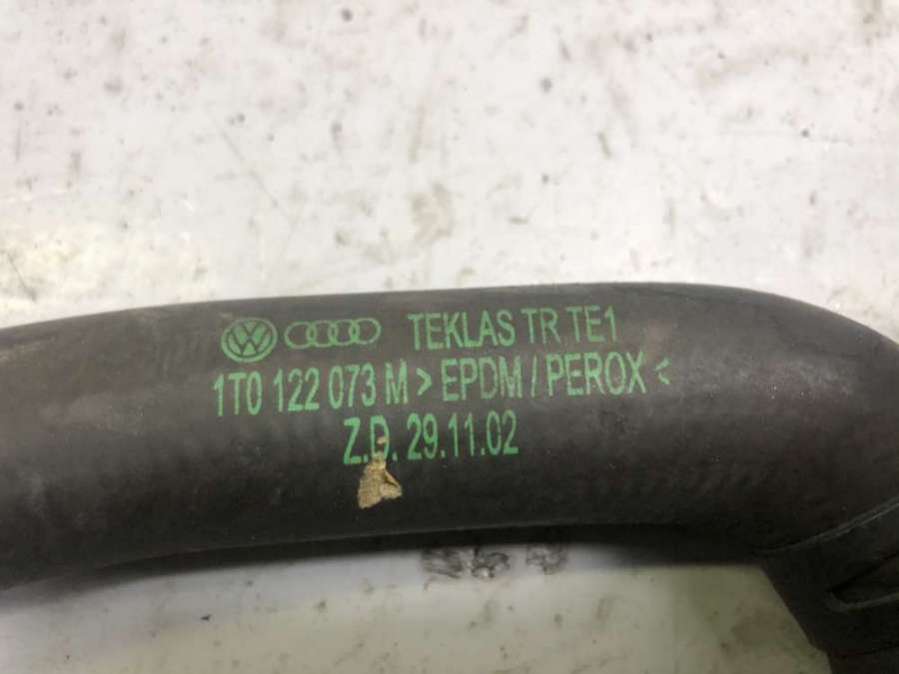 TEKLAS TR TE1
1T0 122 073 M > EPDM / PEROX <
Z.D. 29.11.02